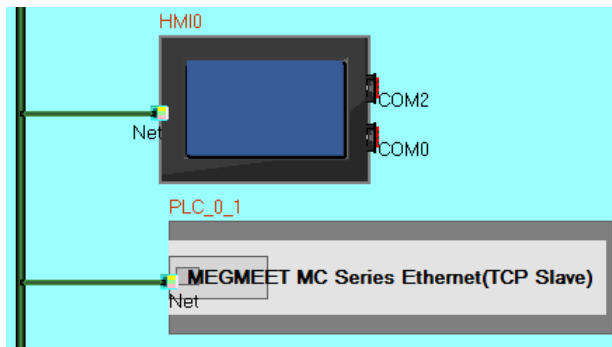 HMI0
COM2
Net
COM0
PLC_0_1
MEGMEET MC Series Ethernet(TCP Slave)
Net